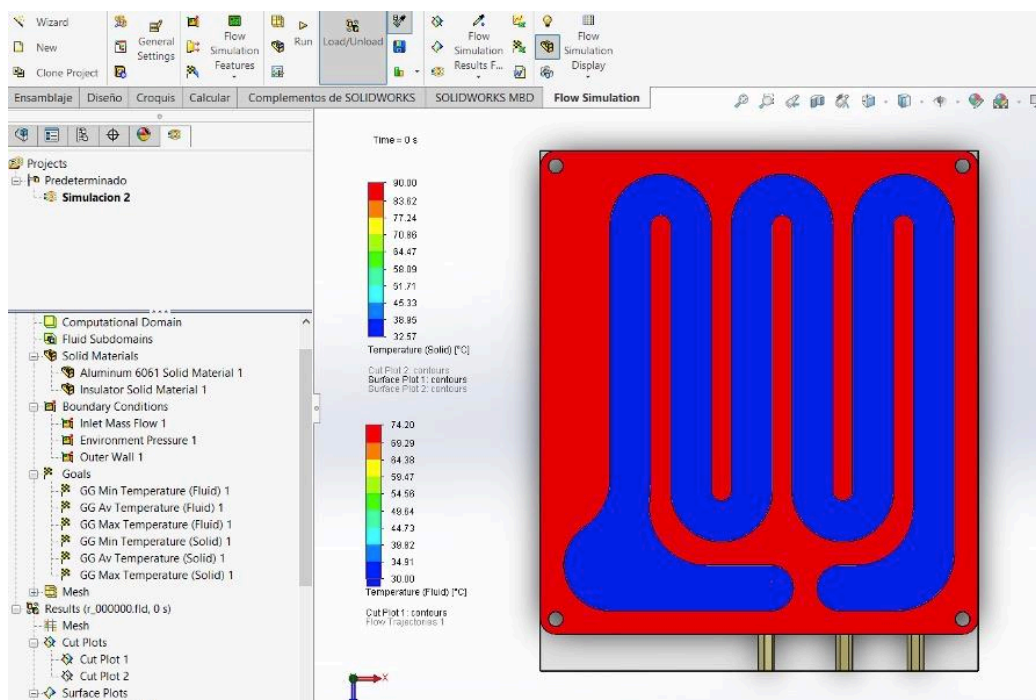 Wizard
New
Clone Project
General Settings
Flow Simulation Features
Run
Load/Unload
Flow Simulation Results F...
Flow Simulation Display
Ensamblaje Diseño Croquis Calcular Complementos de SOLIDWORKS SOLIDWORKS MBD Flow Simulation
Projects
Predeterminado
Simulacion 2
Computational Domain
Fluid Subdomains
Solid Materials
Aluminum 6061 Solid Material 1
Insulator Solid Material 1
Boundary Conditions
Inlet Mass Flow 1
Environment Pressure 1
Outer Wall 1
Goals
GG Min Temperature (Fluid) 1
GG Av Temperature (Fluid) 1
GG Max Temperature (Fluid) 1
GG Min Temperature (Solid) 1
GG Av Temperature (Solid) 1
GG Max Temperature (Solid) 1
Mesh
Results (r_000000.fld, 0 s)
Mesh
Cut Plots
Cut Plot 1
Cut Plot 2
Surface Plots
Time = 0 s
90.00
83.62
77.24
70.86
64.47
58.09
51.71
45.33
38.95
32.57
Temperature (Solid) [°C]
Cut Plot 2: contours
Surface Plot 1: contours
Surface Plot 2: contours
74.20
69.29
64.38
59.47
54.56
49.64
44.73
39.82
34.91
30.00
Temperature (Fluid) [°C]
Cut Plot 1: contours
Flow Trajectories 1
X